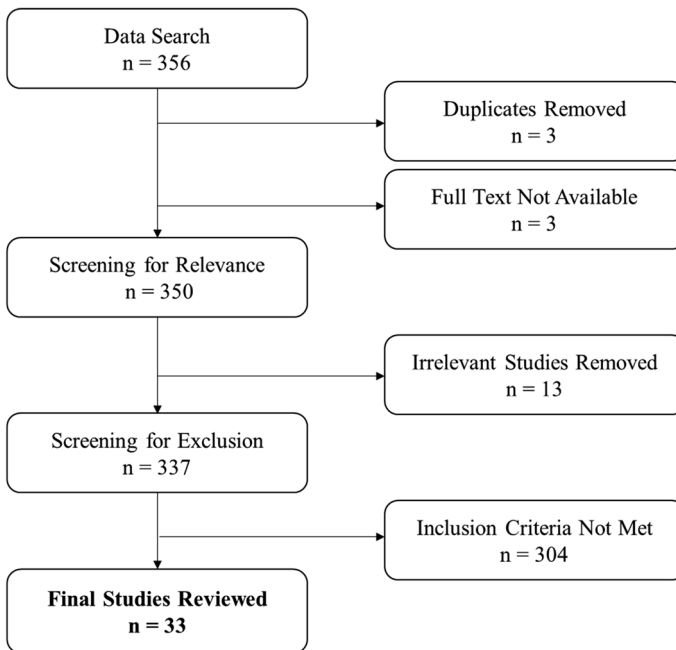 Data Search
n = 356
Duplicates Removed
n = 3
Full Text Not Available
n = 3
Screening for Relevance
n = 350
Irrelevant Studies Removed
n = 13
Screening for Exclusion
n = 337
Inclusion Criteria Not Met
n = 304
Final Studies Reviewed
n = 33